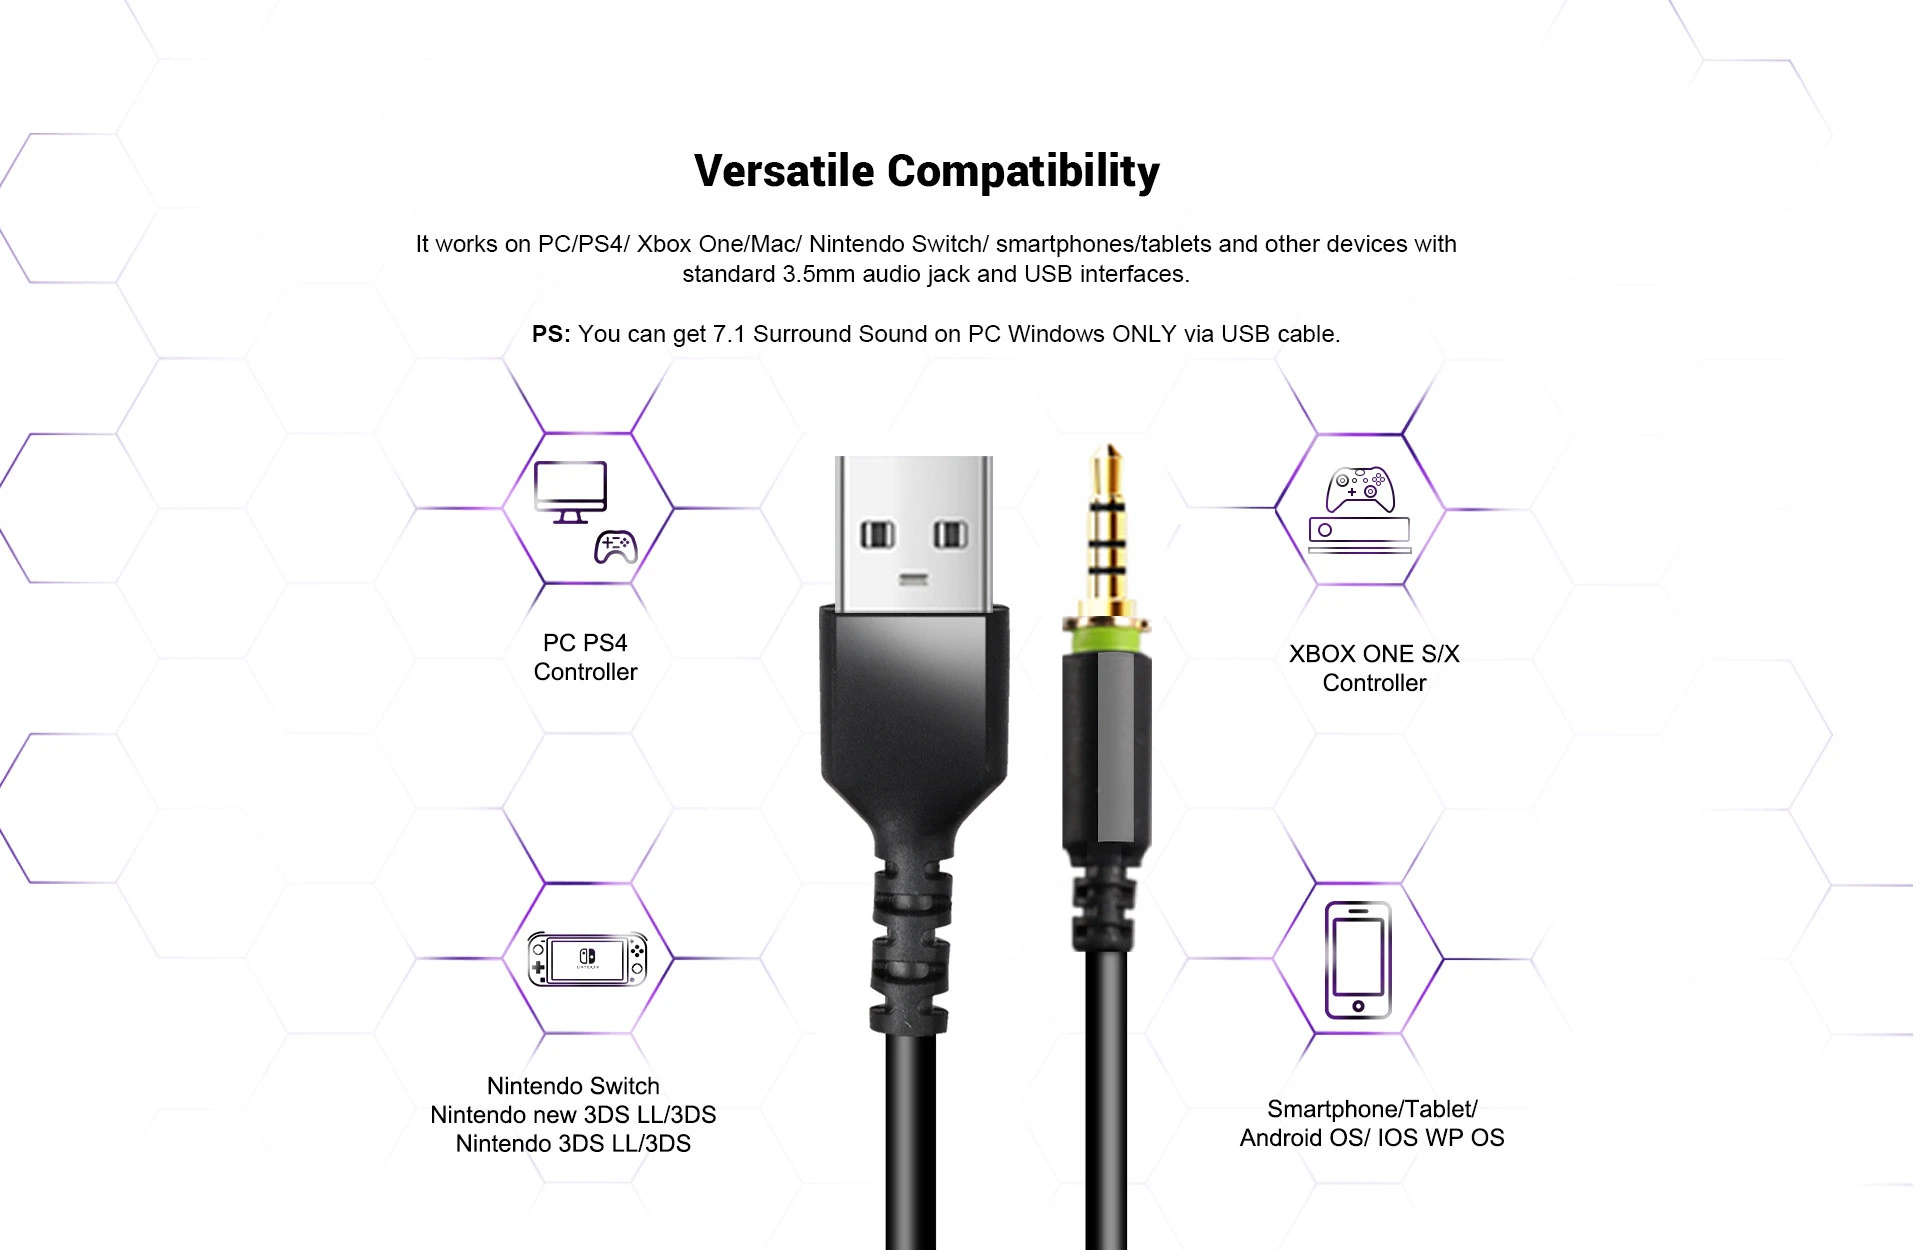 Versatile Compatibility
It works on PC/PS4/ Xbox One/Mac/ Nintendo Switch/ smartphones/tablets and other devices with
standard 3.5mm audio jack and USB interfaces.
PS: You can get 7.1 Surround Sound on PC Windows ONLY via USB cable.
PC PS4
Controller
XBOX ONE S/X
Controller
Nintendo Switch
Nintendo new 3DS LL/3DS
Nintendo 3DS LL/3DS
Smartphone/Tablet/
Android OS/ IOS WP OS